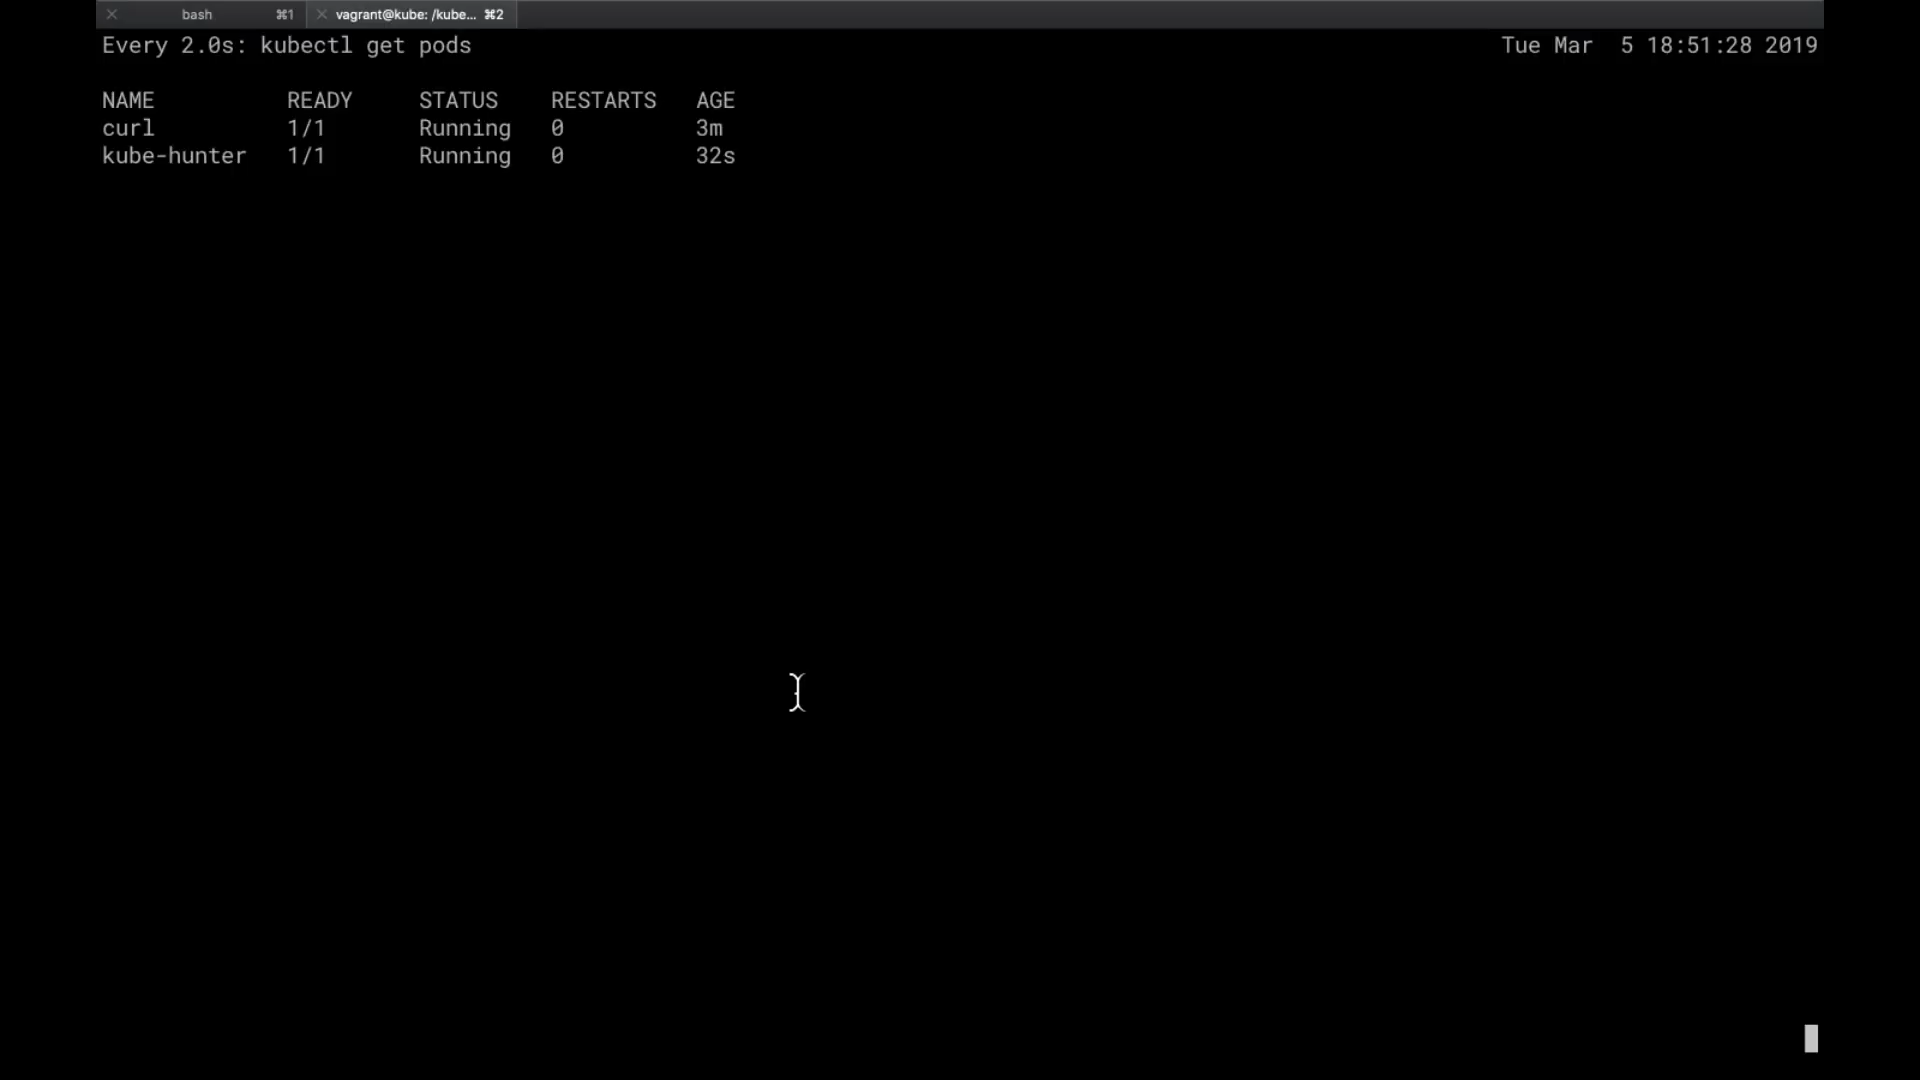 bash ⌘1 vagrant@kube: /kube... ⌘2
Every 2.0s: kubectl get pods Tue Mar  5 18:51:28 2019
NAME READY STATUS RESTARTS AGE
curl 1/1 Running 0 3m
kube-hunter 1/1 Running 0 32s